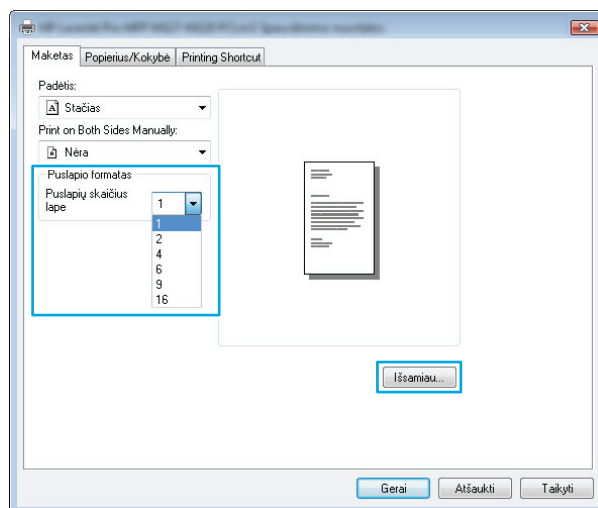 Maketas
Popierius/Kokybė
Printing Shortcut
Padėtis:
Stačias
Print on Both Sides Manually:
Nėra
Puslapio formatas
Puslapių skaičius
lape
1
1
2
4
6
9
16
Išsamiau...
Gerai
Atšaukti
Taikyti